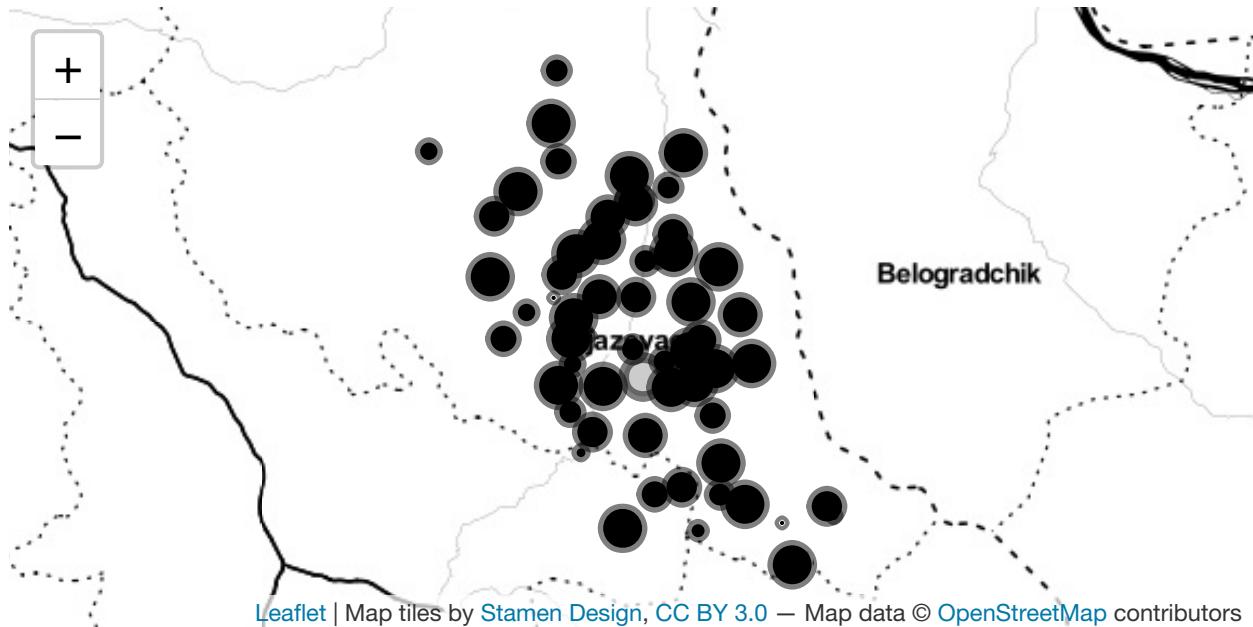 +
Belogradchik
−
Leaflet | Map tiles by Stamen Design, CC BY 3.0 — Map data © OpenStreetMap contributors